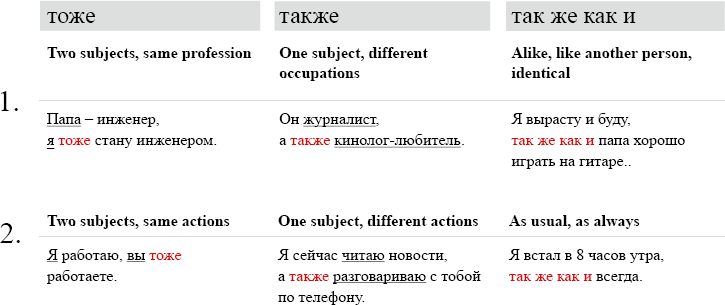 тоже
также
так же как и
1.
Two subjects, same profession
One subject, different
occupations
Alike, like another person,
identical
Папа – инженер,
я тоже стану инженером.
Он журналист,
а также кинолог-любитель.
Я вырасту и буду,
так же как и папа хорошо
играть на гитаре..
2.
Two subjects, same actions
One subject, different actions
As usual, as always
Я работаю, вы тоже
работаете.
Я сейчас читаю новости,
а также разговариваю с тобой
по телефону.
Я встал в 8 часов утра,
так же как и всегда.